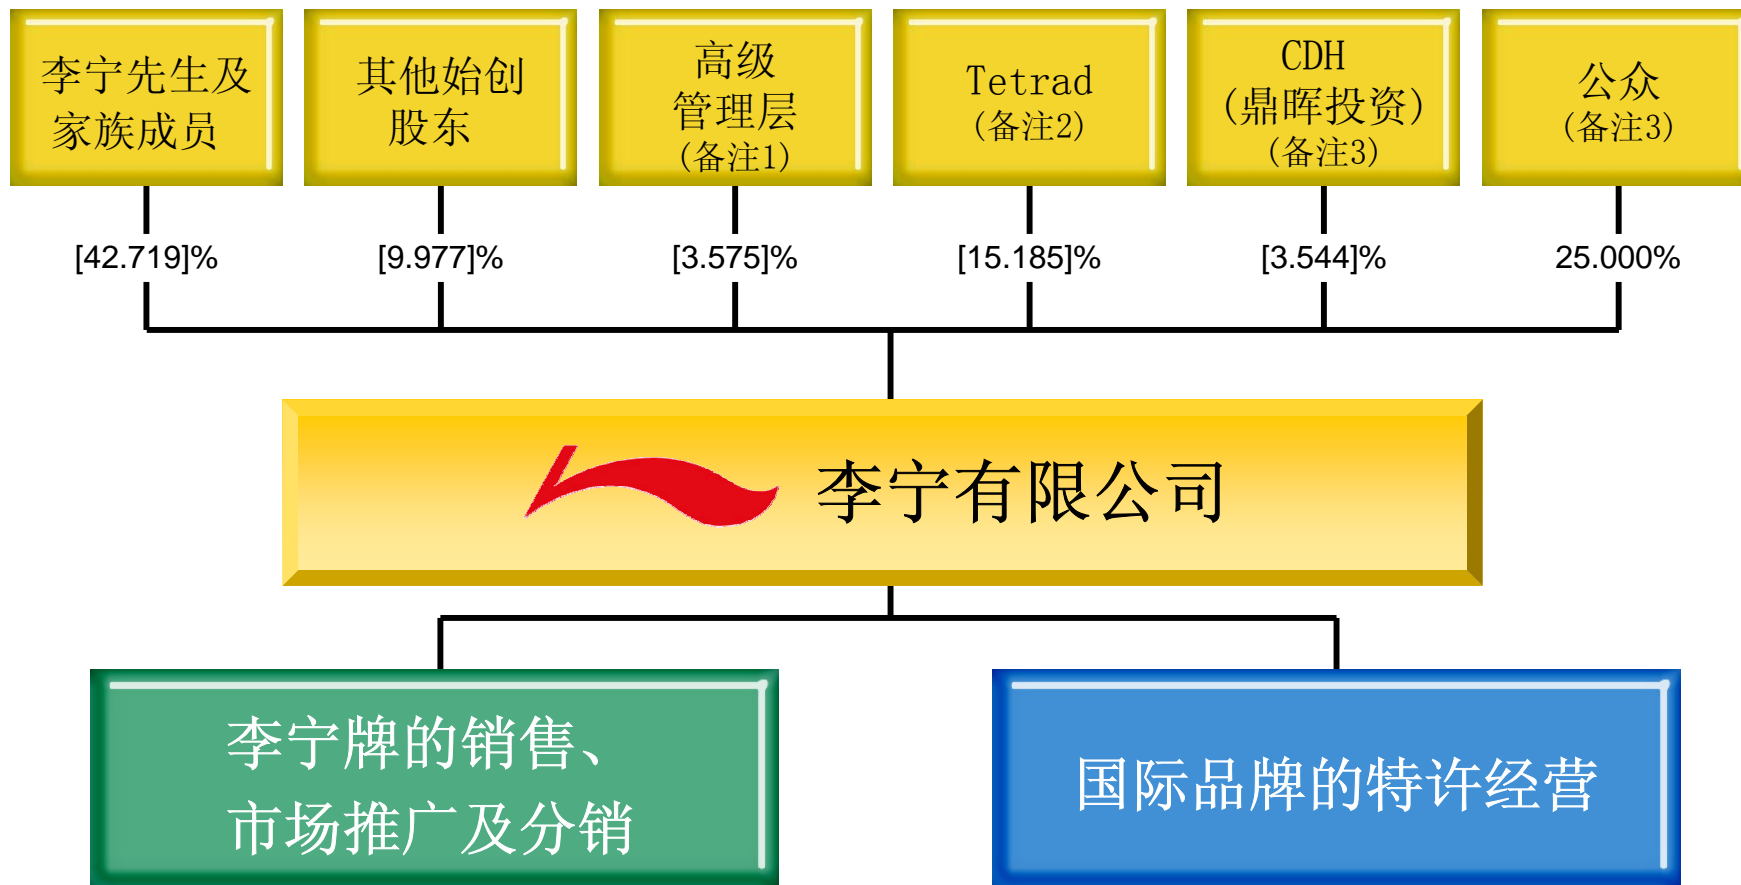 李宁先生及
家族成员
其他始创
股东
高级
管理层
(备注1)
Tetrad
(备注2)
CDH
(鼎晖投资)
(备注3)
公众
(备注3)
[42.719]%
[9.977]%
[3.575]%
[15.185]%
[3.544]%
25.000%
李宁有限公司
李宁牌的销售、
市场推广及分销
国际品牌的特许经营